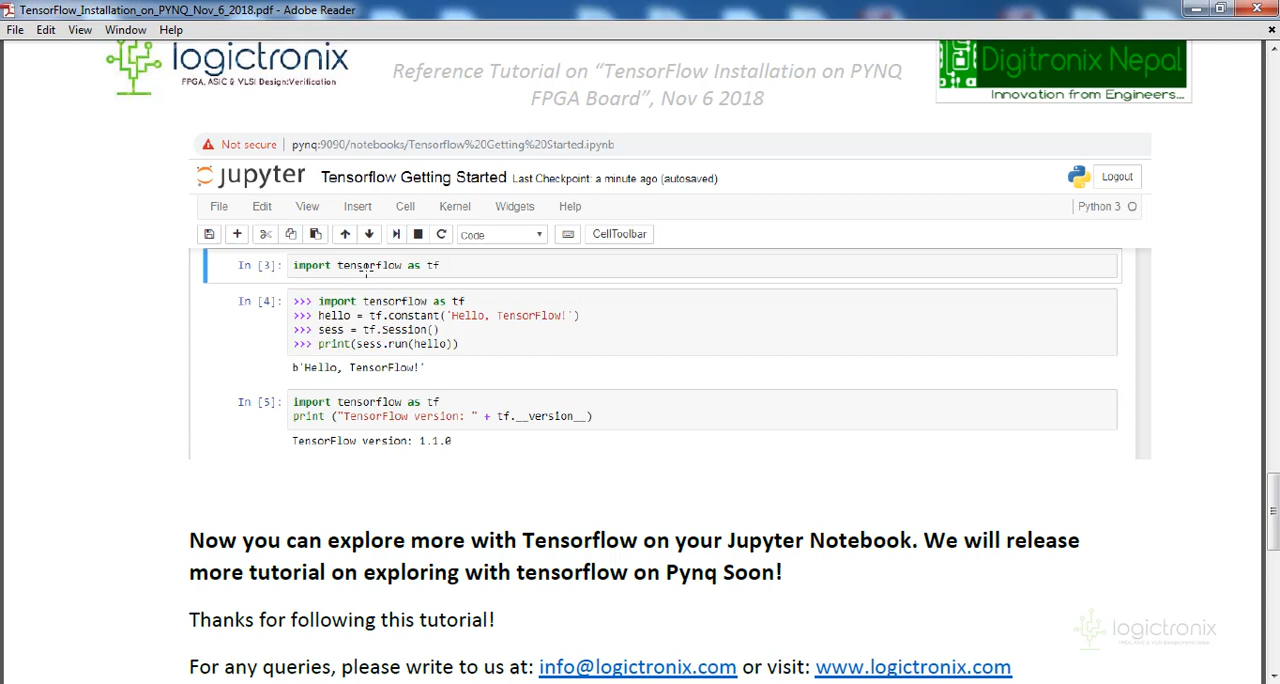 TensorFlow_Installation_on_PYNQ_Nov_6_2018.pdf - Adobe Reader
File Edit View Window Help
logictronix
FPGA, ASIC & VLSI Design:Verification
Reference Tutorial on “TensorFlow Installation on PYNQ
FPGA Board”, Nov 6 2018
Digitronix Nepal
Innovation from Engineers...
Not secure | pynq:9090/notebooks/Tensorflow%20Getting%20Started.ipynb
jupyter Tensorflow Getting Started Last Checkpoint: a minute ago (autosaved)
Logout
File Edit View Insert Cell Kernel Widgets Help
Python 3
Code
CellToolbar
In [3]: import tensorflow as tf
In [4]: >>> import tensorflow as tf
>>> hello = tf.constant('Hello, TensorFlow!')
>>> sess = tf.Session()
>>> print(sess.run(hello))
b'Hello, TensorFlow!'
In [5]: import tensorflow as tf
print ("TensorFlow version: " + tf.__version__)
TensorFlow version: 1.1.0
Now you can explore more with Tensorflow on your Jupyter Notebook. We will release
more tutorial on exploring with tensorflow on Pynq Soon!
Thanks for following this tutorial!
logictronix
For any queries, please write to us at: info@logictronix.com or visit: www.logictronix.com